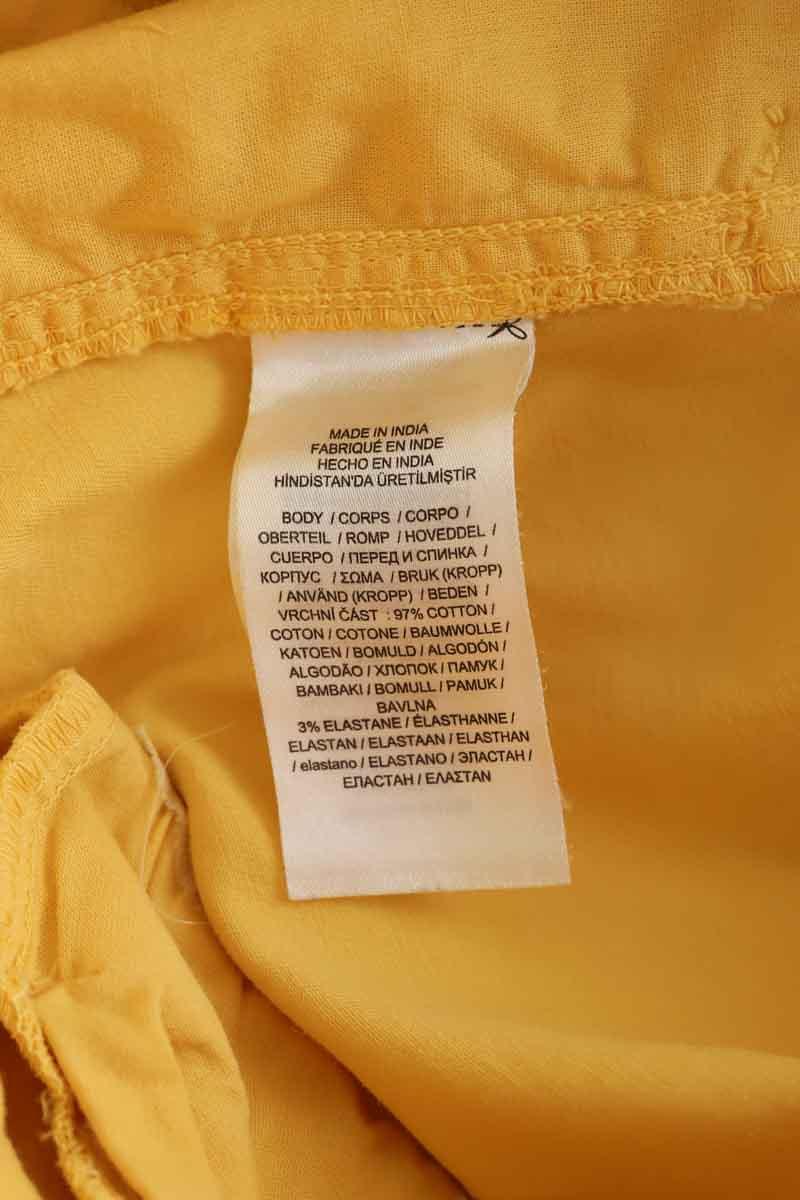 MADE IN INDIA
FABRIQUÉ EN INDE
HECHO EN INDIA
HİNDİSTAN'DA ÜRETİLMİŞTİR
BODY / CORPS / CORPO /
OBERTEIL / ROMP / HOVEDDEL /
CUERPO / ПЕРЕД И СПИНКА /
КОРПУС / ΣΩΜΑ / BRUK (KROPP)
/ ANVÄND (KROPP) / BEDEN /
VRCHNÍ ČÁST : 97% COTTON /
COTON / COTONE / BAUMWOLLE /
KATOEN / BOMULD / ALGODÓN /
ALGODÃO / ХЛОПОК / ПАМУК /
BAMBAKI / BOMULL / PAMUK /
BAVLNA
3% ELASTANE / ÉLASTHANNE /
ELASTAN / ELASTAAN / ELASTHAN
/ elastano / ELASTANO / ЭЛАСТАН /
ЕЛАСТАН / ΕΛΑΣΤΑΝ